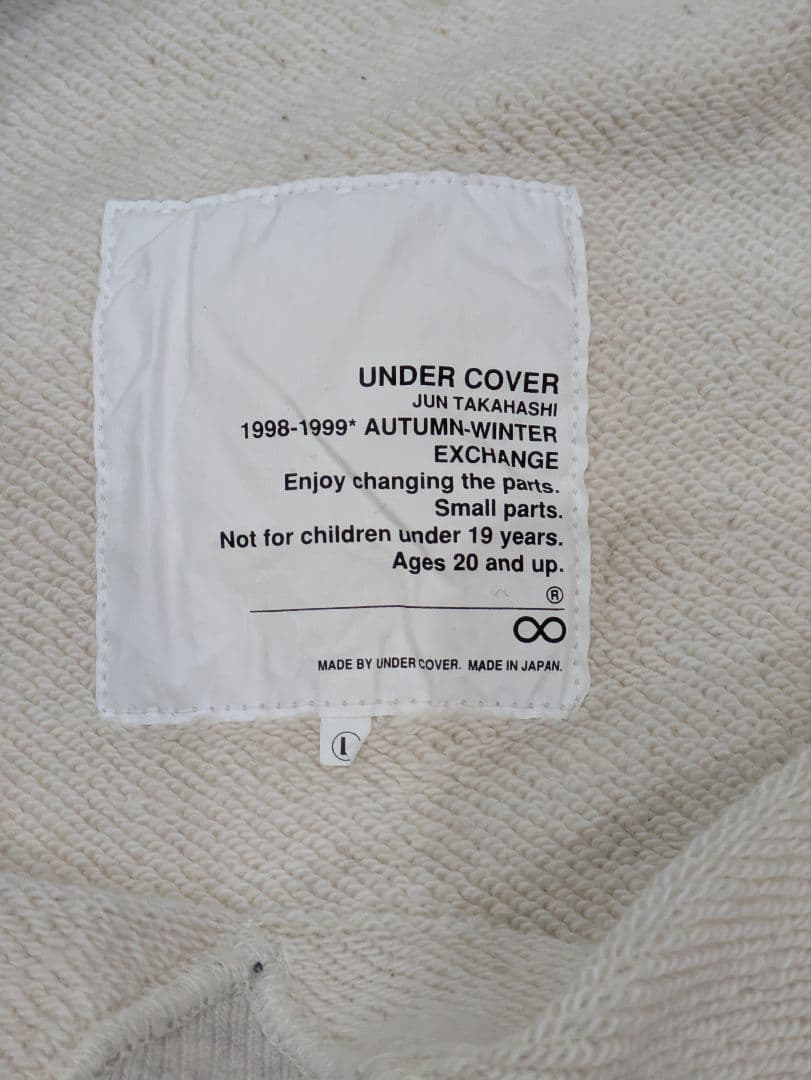 UNDER COVER
JUN TAKAHASHI
1998-1999* AUTUMN-WINTER
EXCHANGE
Enjoy changing the parts.
Small parts.
Not for children under 19 years.
Ages 20 and up.
®
∞
MADE BY UNDER COVER. MADE IN JAPAN.